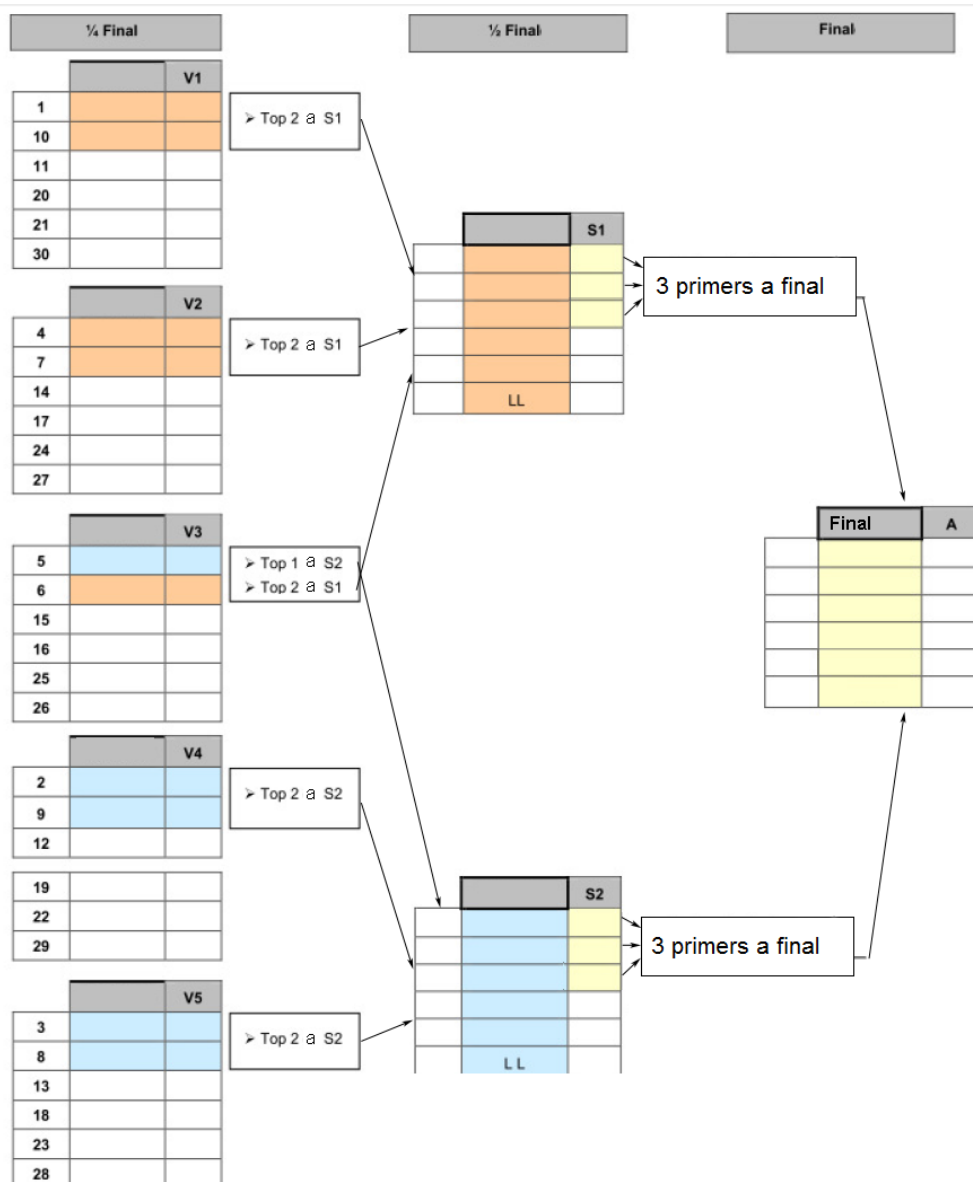 ¼ Final
½ Final
Final
V1
1
10
11
20
21
30
➢ Top 2 a S1
V2
4
7
14
17
24
27
➢ Top 2 a S1
V3
5
6
15
16
25
26
➢ Top 1 a S2
➢ Top 2 a S1
V4
2
9
12
19
22
29
➢ Top 2 a S2
V5
3
8
13
18
23
28
➢ Top 2 a S2
S1
LL
3 primers a final
S2
L L
3 primers a final
Final A